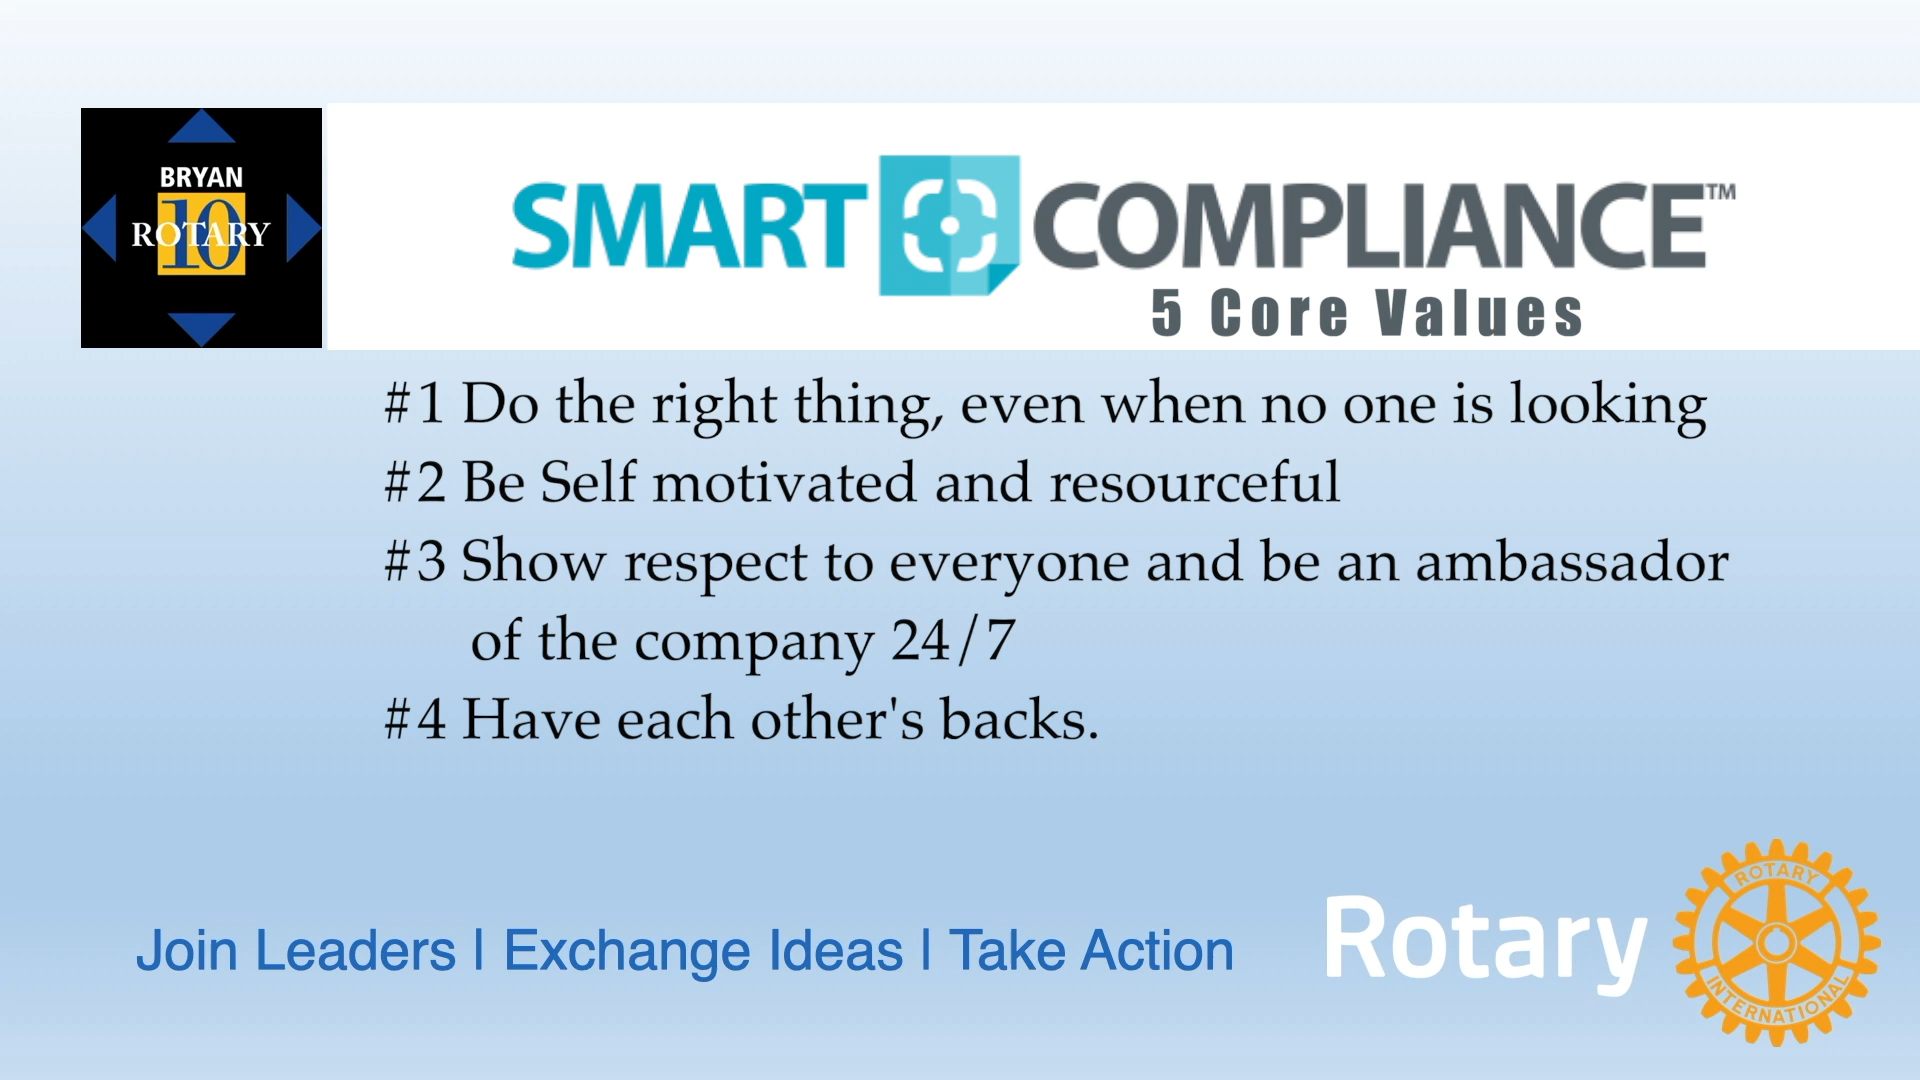 BRYAN
10
ROTARY
SMART COMPLIANCE™
5 Core Values
#1 Do the right thing, even when no one is looking
#2 Be Self motivated and resourceful
#3 Show respect to everyone and be an ambassador
of the company 24/7
#4 Have each other's backs.
Join Leaders | Exchange Ideas | Take Action
Rotary
ROTARY
INTERNATIONAL